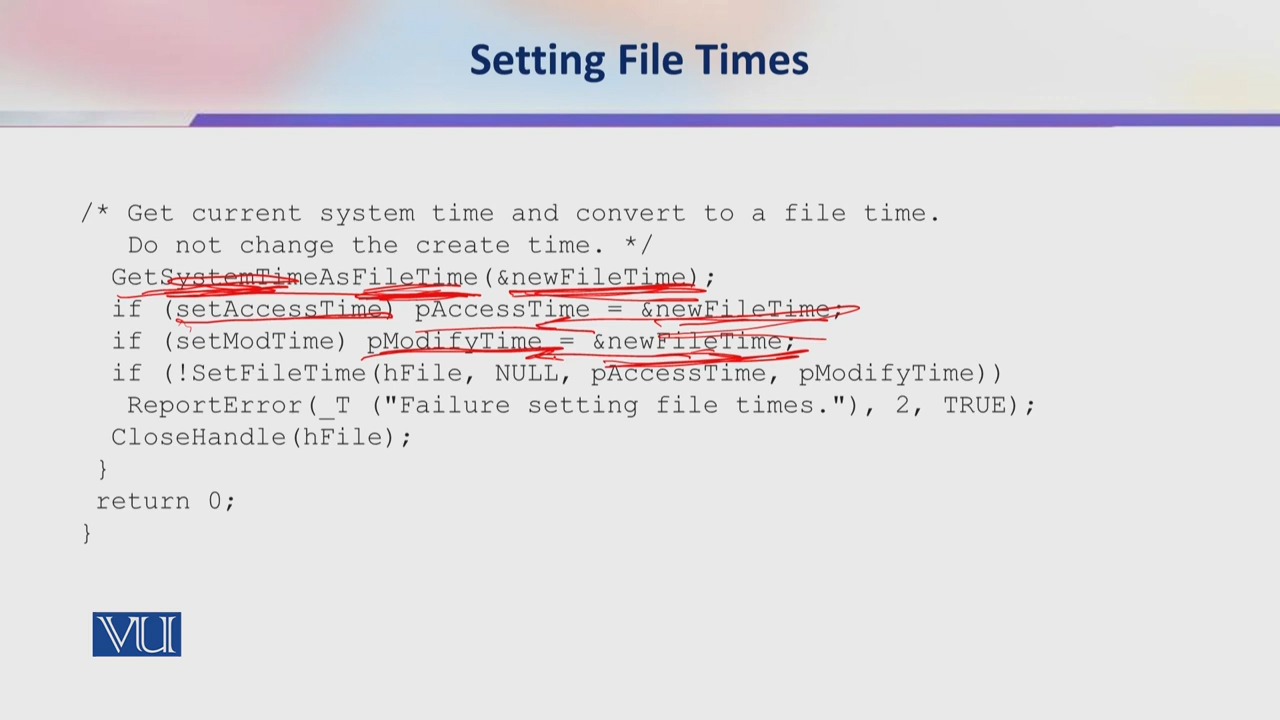 Setting File Times
/* Get current system time and convert to a file time.
Do not change the create time. */
GetSystemTimeAsFileTime(&newFileTime);
if (setAccessTime) pAccessTime = &newFileTime;
if (setModTime) pModifyTime = &newFileTime;
if (!SetFileTime(hFile, NULL, pAccessTime, pModifyTime))
ReportError(_T ("Failure setting file times."), 2, TRUE);
CloseHandle(hFile);
}
return 0;
}
VU